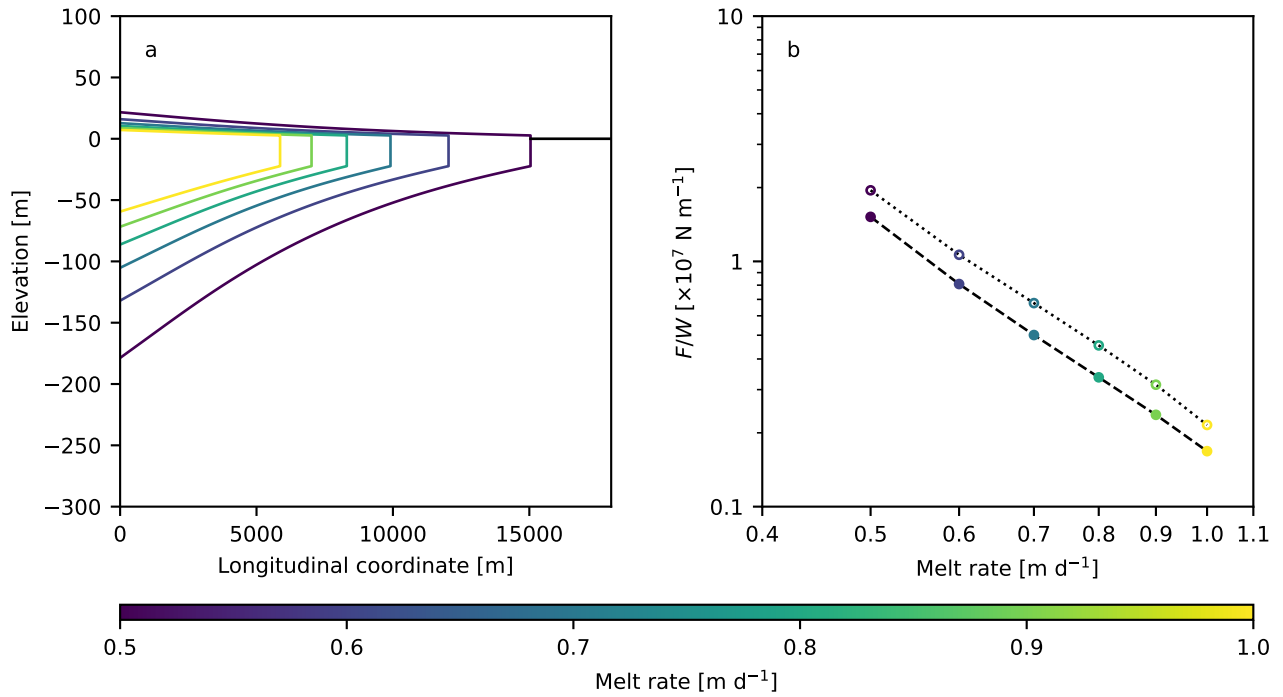 a
100
50
0
−50
−100
−150
−200
−250
−300
Elevation [m]
0 5000 10000 15000
Longitudinal coordinate [m]
b
10
1
0.1
F/W [×10⁷ N m⁻¹]
0.4 0.5 0.6 0.7 0.8 0.9 1.0 1.1
Melt rate [m d⁻¹]
0.5 0.6 0.7 0.8 0.9 1.0
Melt rate [m d⁻¹]